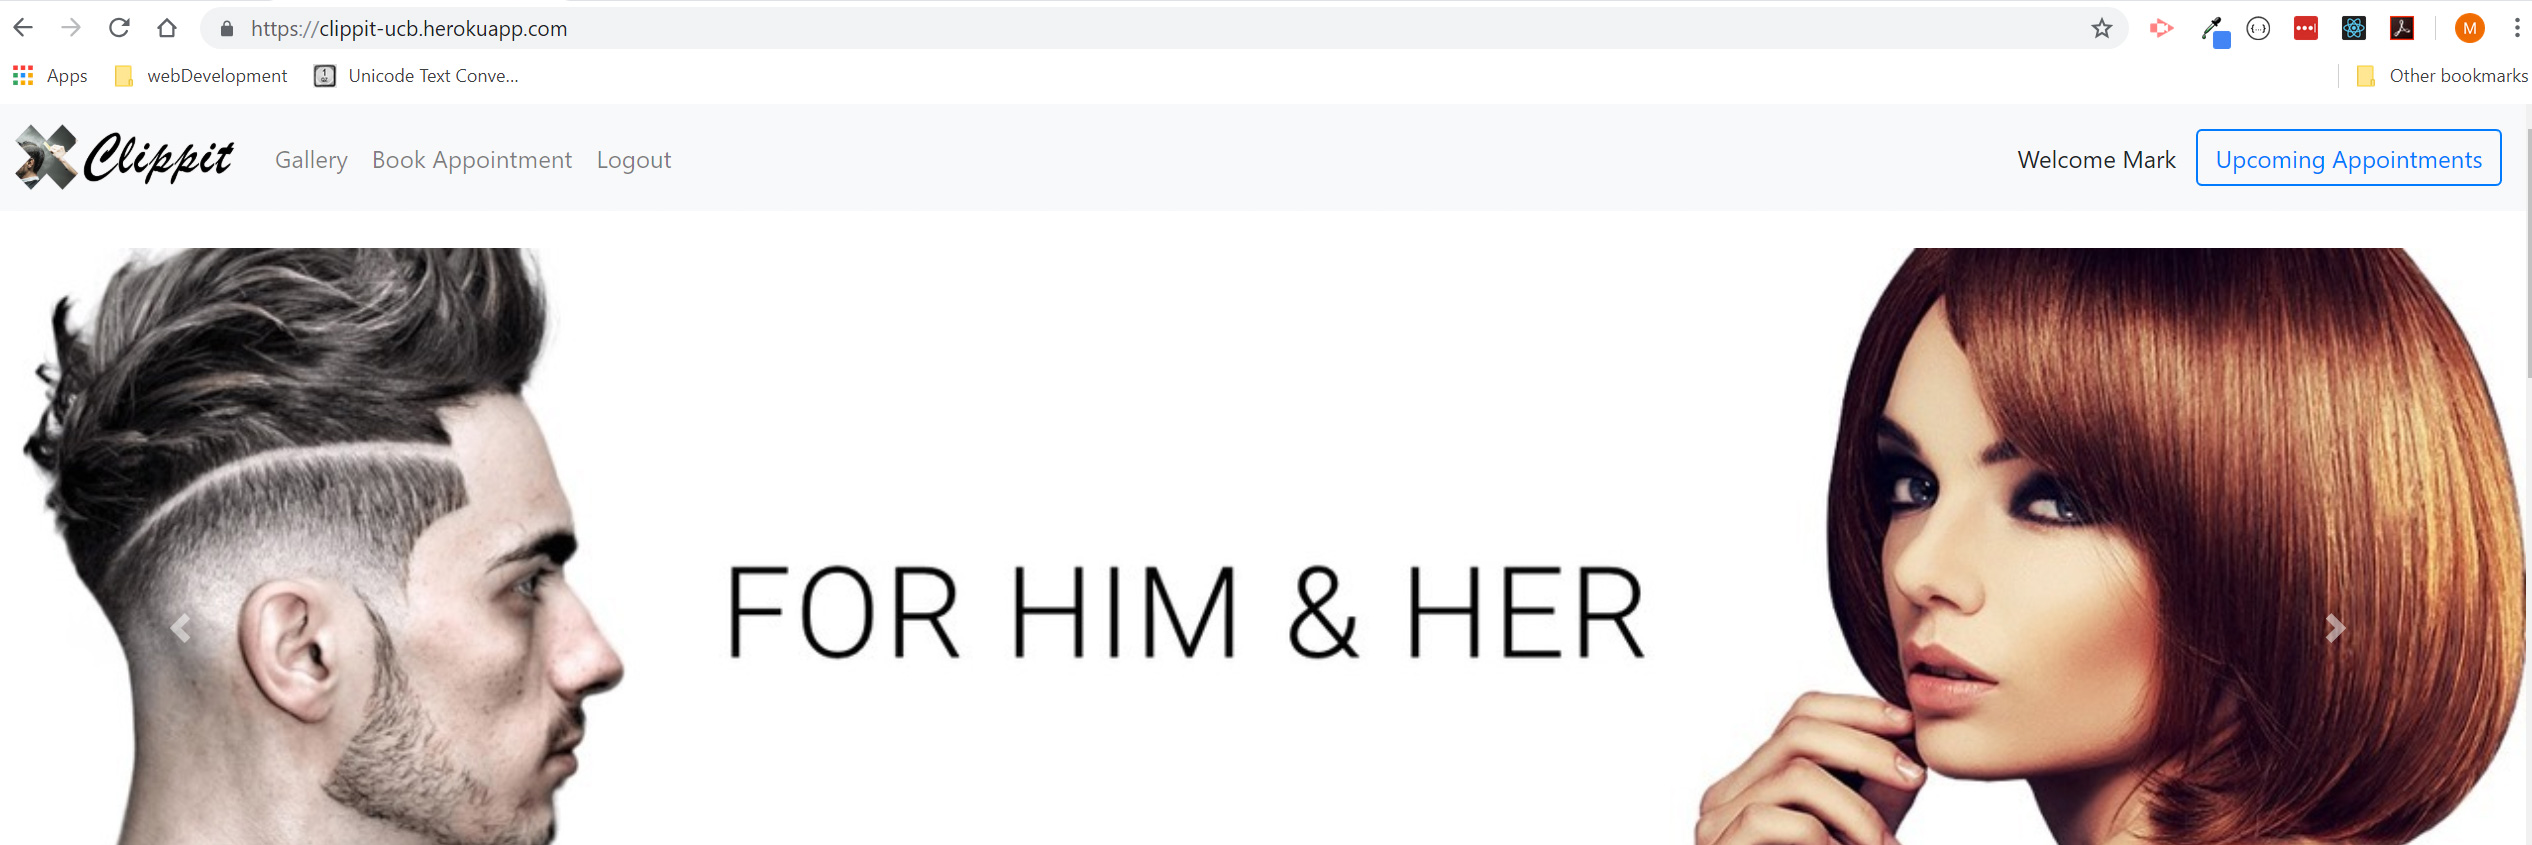 https://clippit-ucb.herokuapp.com
M
Apps webDevelopment Unicode Text Conve... Other bookmarks
Clippit Gallery Book Appointment Logout Welcome Mark Upcoming Appointments
FOR HIM & HER